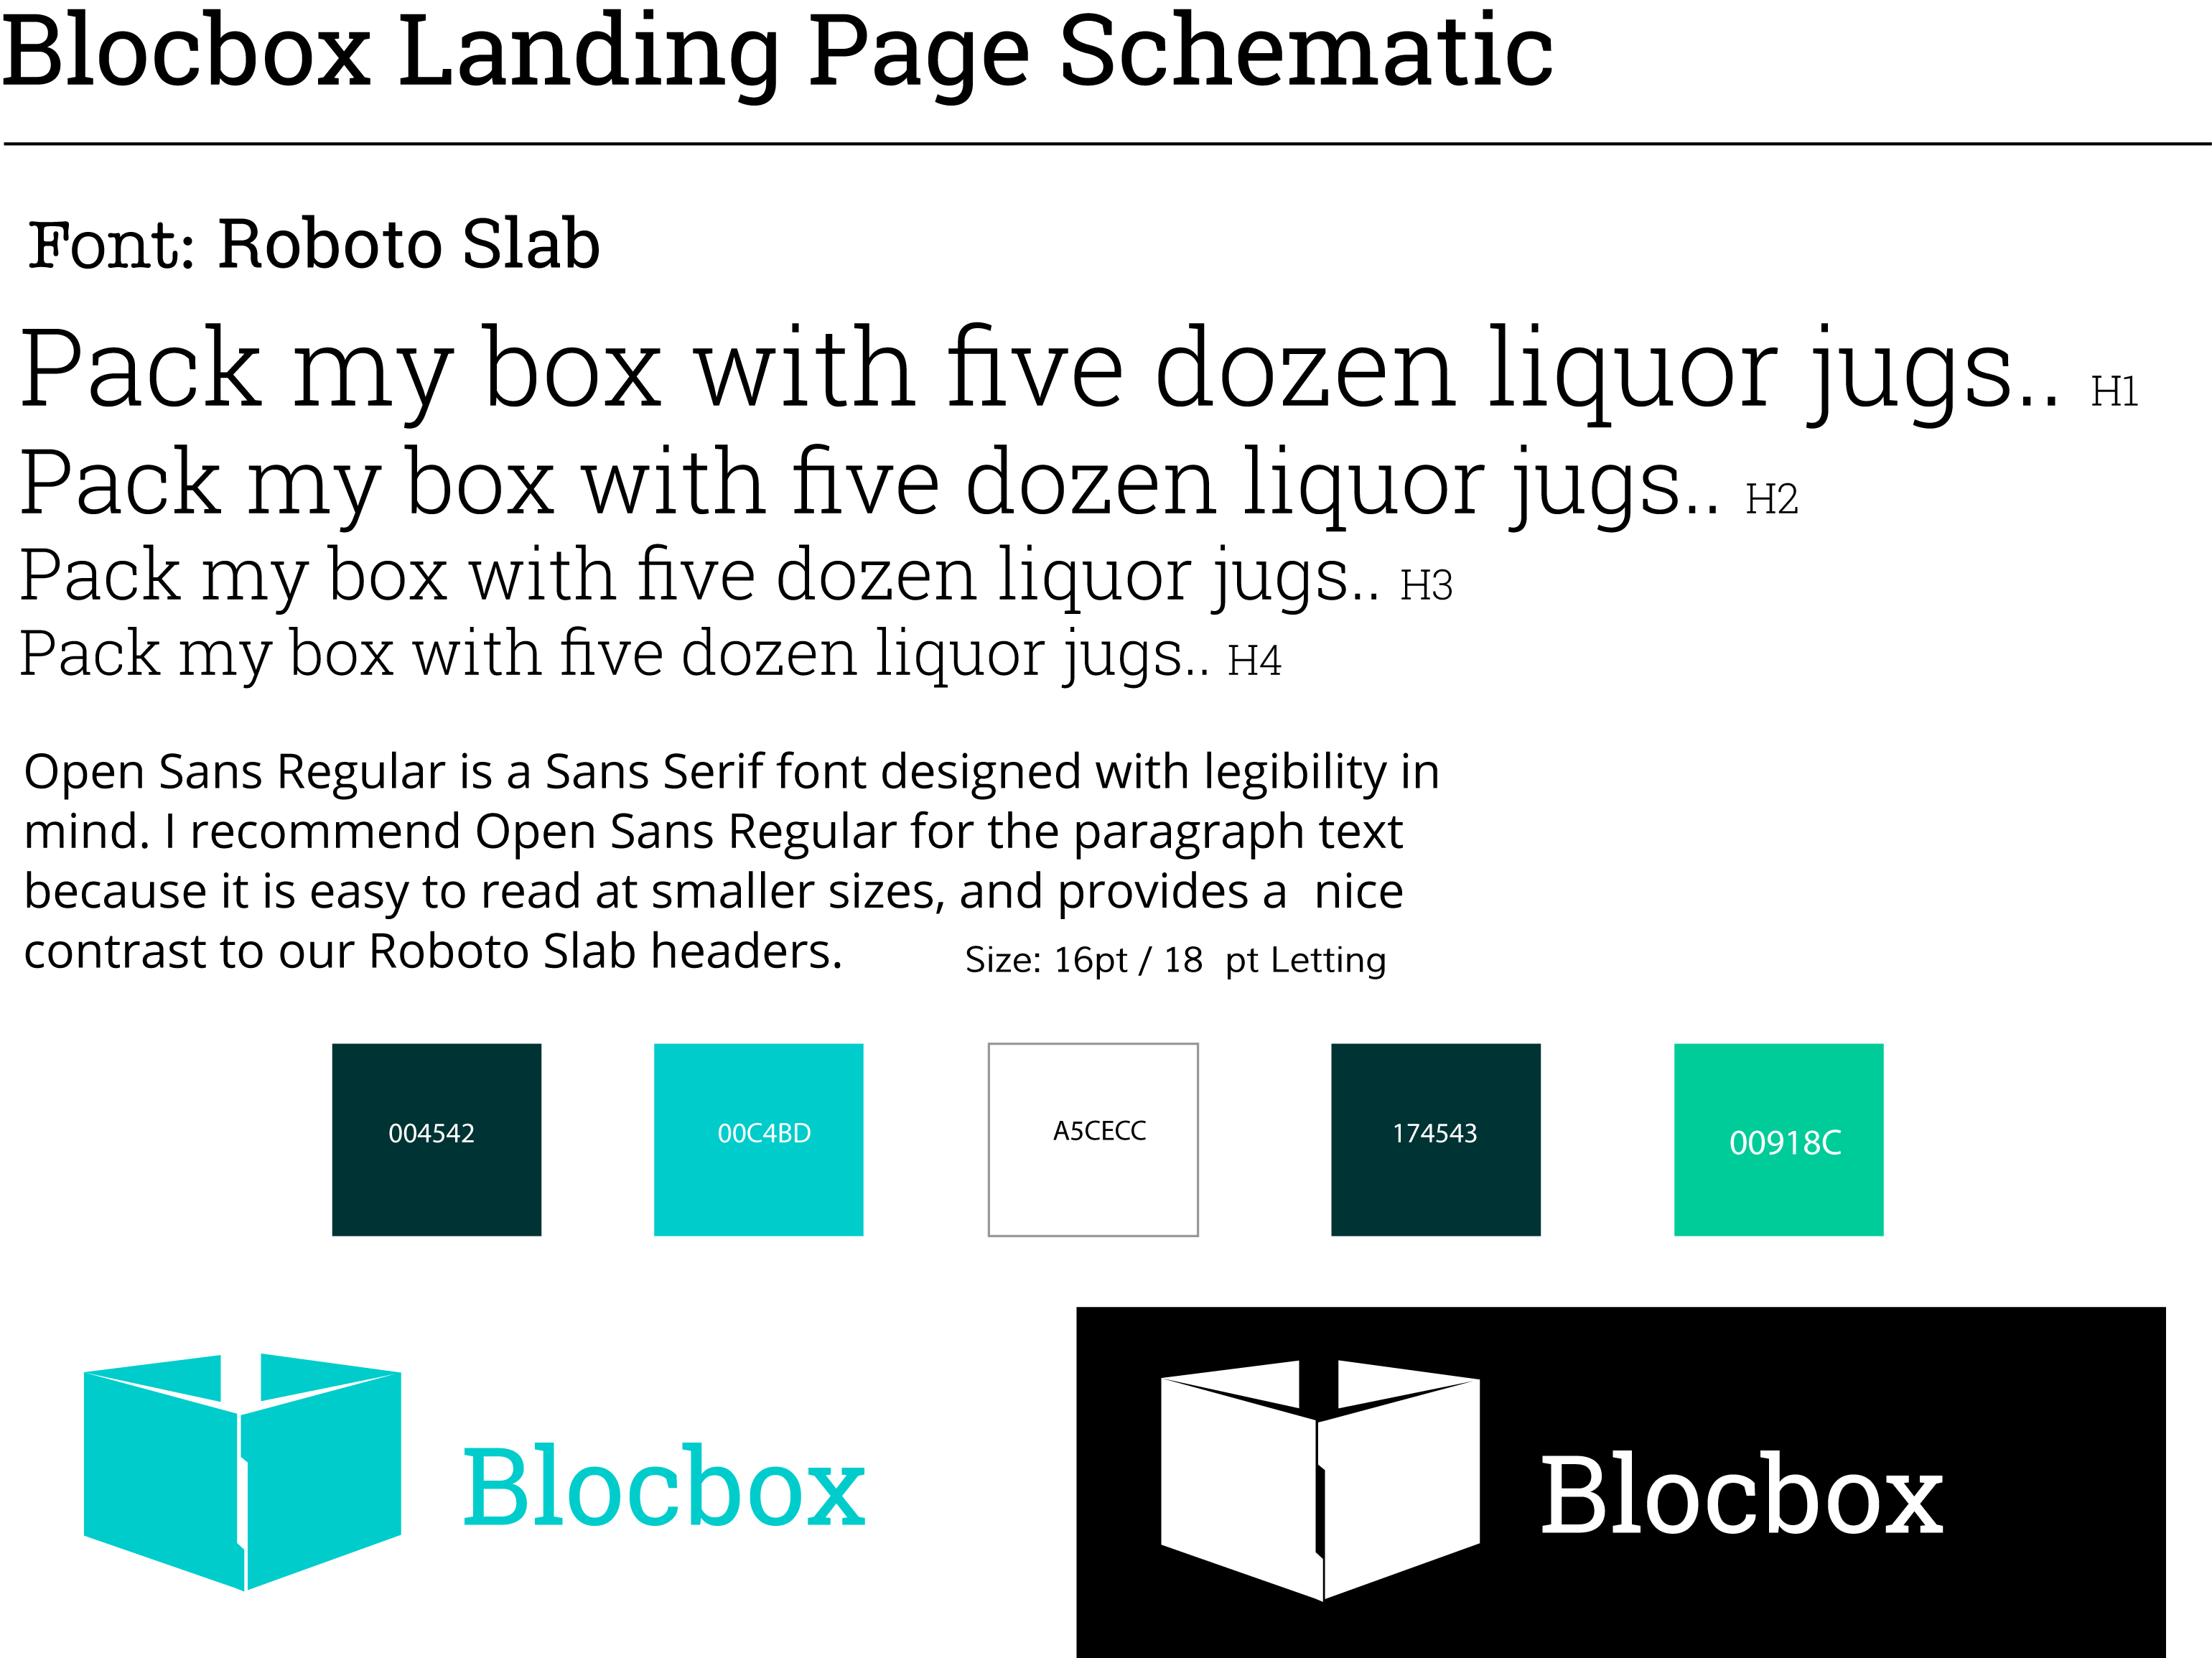 Blocbox Landing Page Schematic
Font: Roboto Slab
Pack my box with five dozen liquor jugs.. H1
Pack my box with five dozen liquor jugs.. H2
Pack my box with five dozen liquor jugs.. H3
Pack my box with five dozen liquor jugs.. H4
Open Sans Regular is a Sans Serif font designed with legibility in
mind. I recommend Open Sans Regular for the paragraph text
because it is easy to read at smaller sizes, and provides a  nice
contrast to our Roboto Slab headers. Size: 16pt / 18  pt Letting
004542 00C4BD A5CECC 174543 00918C
Blocbox Blocbox